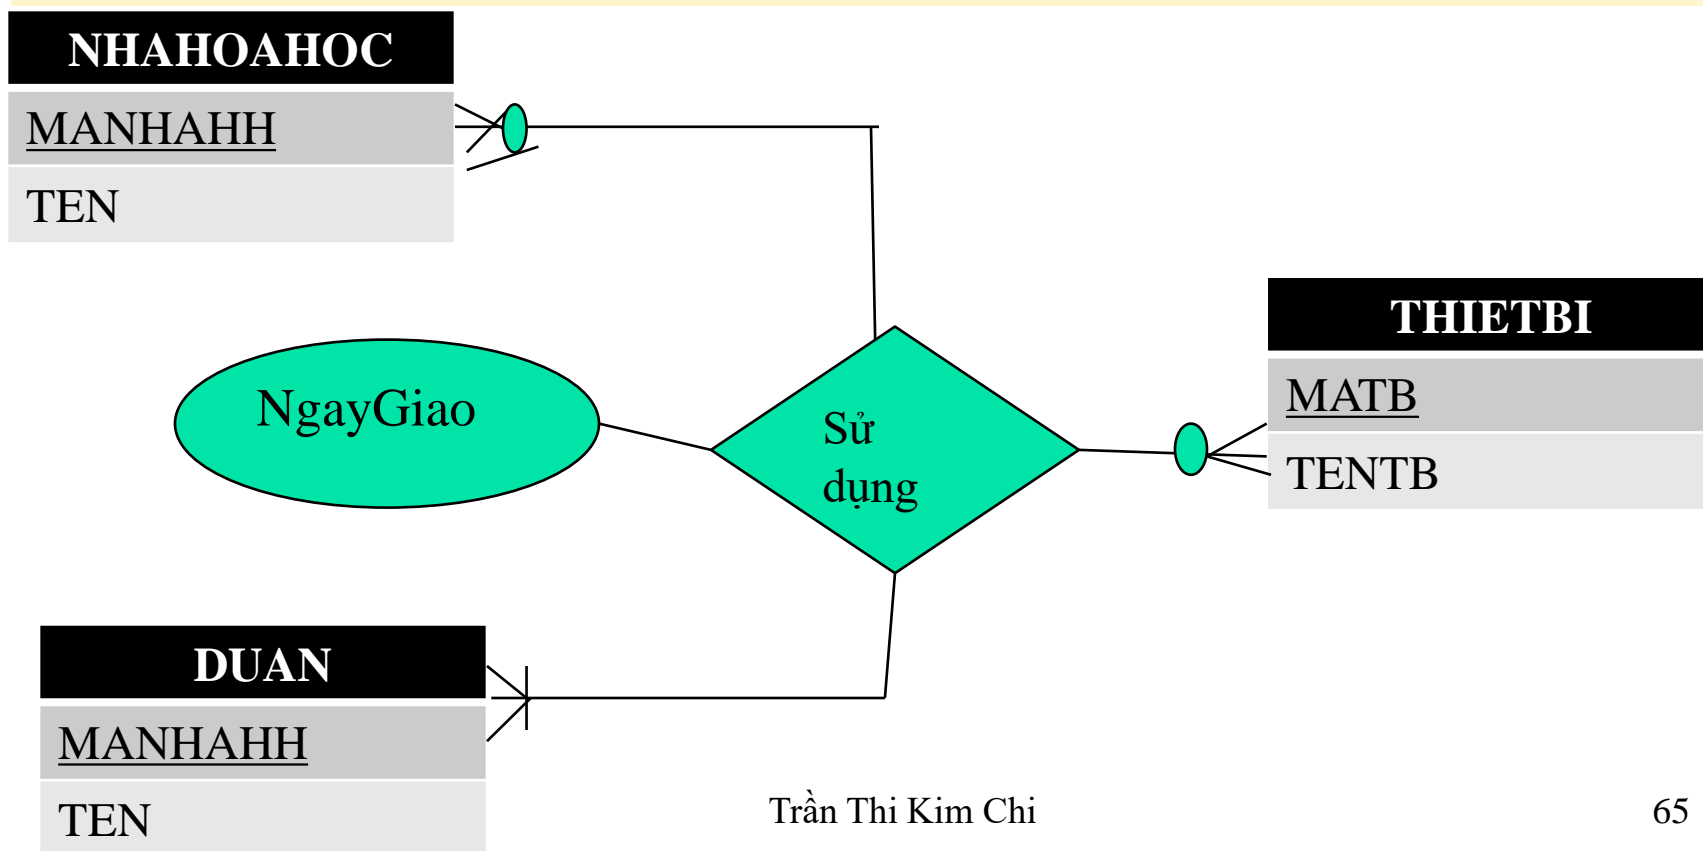 NHAHOAHOC
MANHAHH
TEN
THIETBI
MATB
TENTB
NgayGiao
Sử
dụng
DUAN
MANHAHH
TEN
Trần Thi Kim Chi
65